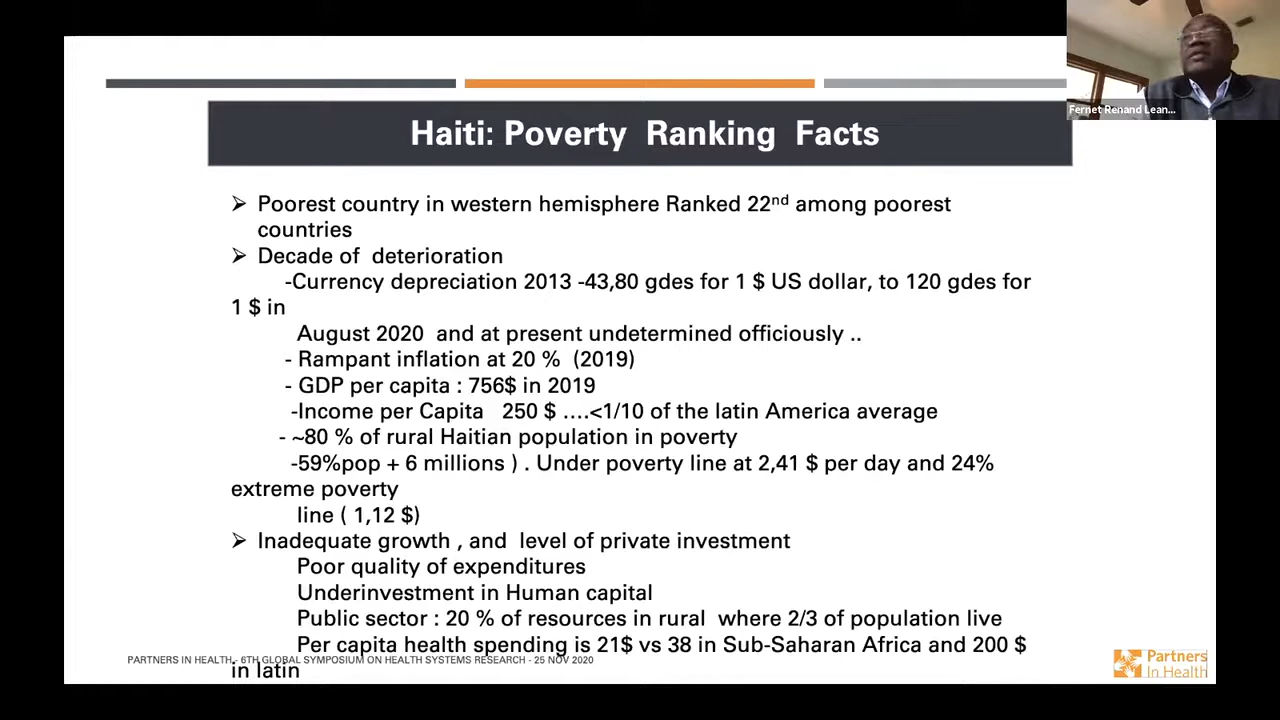 Fernet Renand Lean...
Haiti: Poverty Ranking Facts
➢ Poorest country in western hemisphere Ranked 22nd among poorest
countries
➢ Decade of deterioration
-Currency depreciation 2013 -43,80 gdes for 1 $ US dollar, to 120 gdes for
1 $ in
August 2020 and at present undetermined officiously ..
- Rampant inflation at 20 % (2019)
- GDP per capita : 756$ in 2019
-Income per Capita 250 $ ....<1/10 of the latin America average
- ~80 % of rural Haitian population in poverty
-59%pop + 6 millions ) . Under poverty line at 2,41 $ per day and 24%
extreme poverty
line ( 1,12 $)
➢ Inadequate growth , and level of private investment
Poor quality of expenditures
Underinvestment in Human capital
Public sector : 20 % of resources in rural where 2/3 of population live
Per capita health spending is 21$ vs 38 in Sub-Saharan Africa and 200 $
in latin
PARTNERS IN HEALTH - 6TH GLOBAL SYMPOSIUM ON HEALTH SYSTEMS RESEARCH - 25 NOV 2020
Partners
In Health